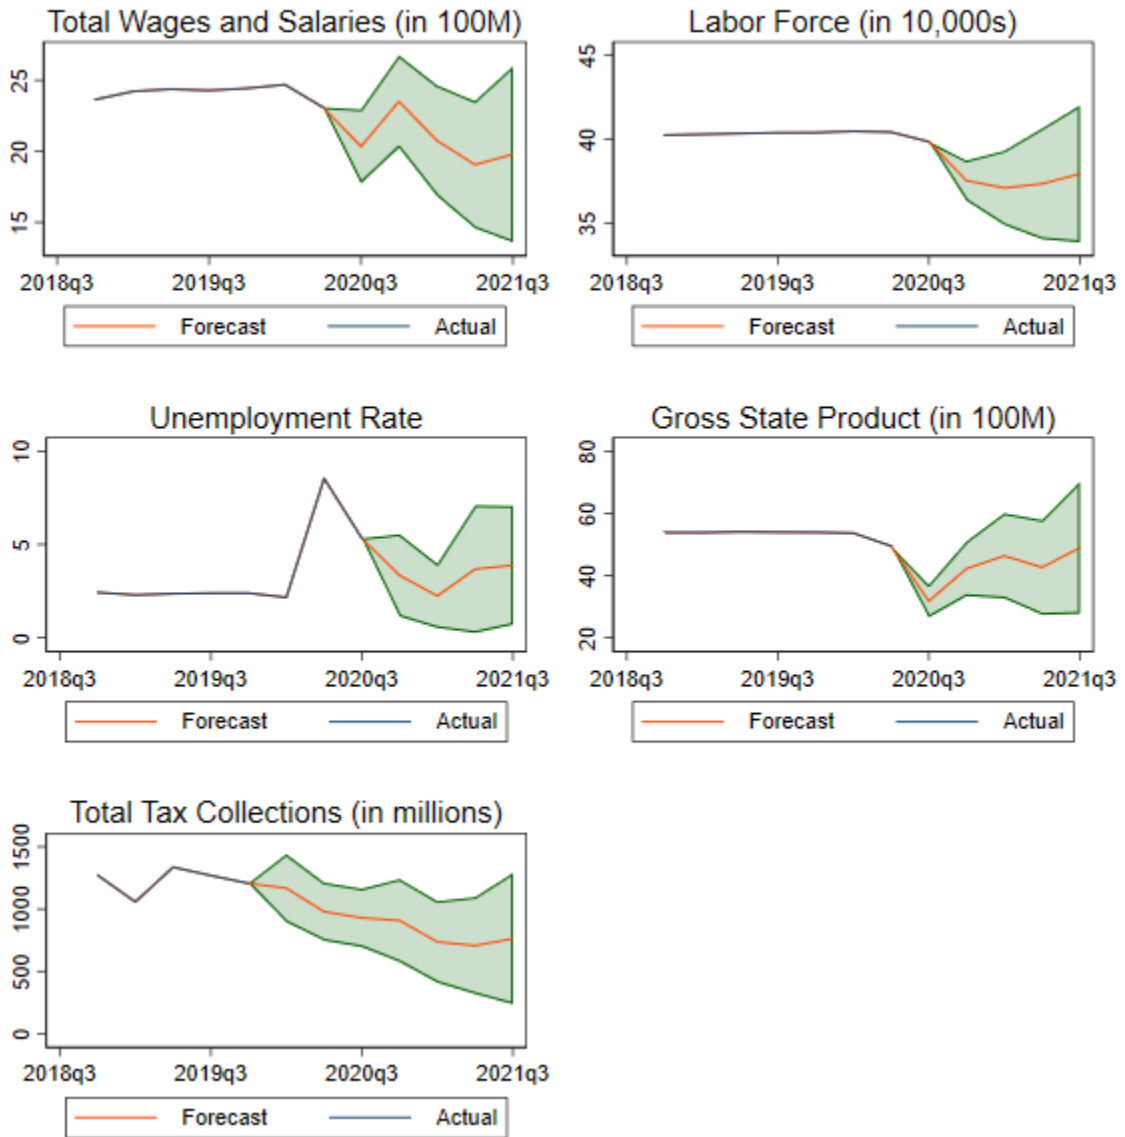 Total Wages and Salaries (in 100M)
25
20
15
2018q3 2019q3 2020q3 2021q3
Forecast Actual
Labor Force (in 10,000s)
45
40
35
2018q3 2019q3 2020q3 2021q3
Forecast Actual
Unemployment Rate
10
5
0
2018q3 2019q3 2020q3 2021q3
Forecast Actual
Gross State Product (in 100M)
80
60
40
20
2018q3 2019q3 2020q3 2021q3
Forecast Actual
Total Tax Collections (in millions)
1500
1000
500
0
2018q3 2019q3 2020q3 2021q3
Forecast Actual